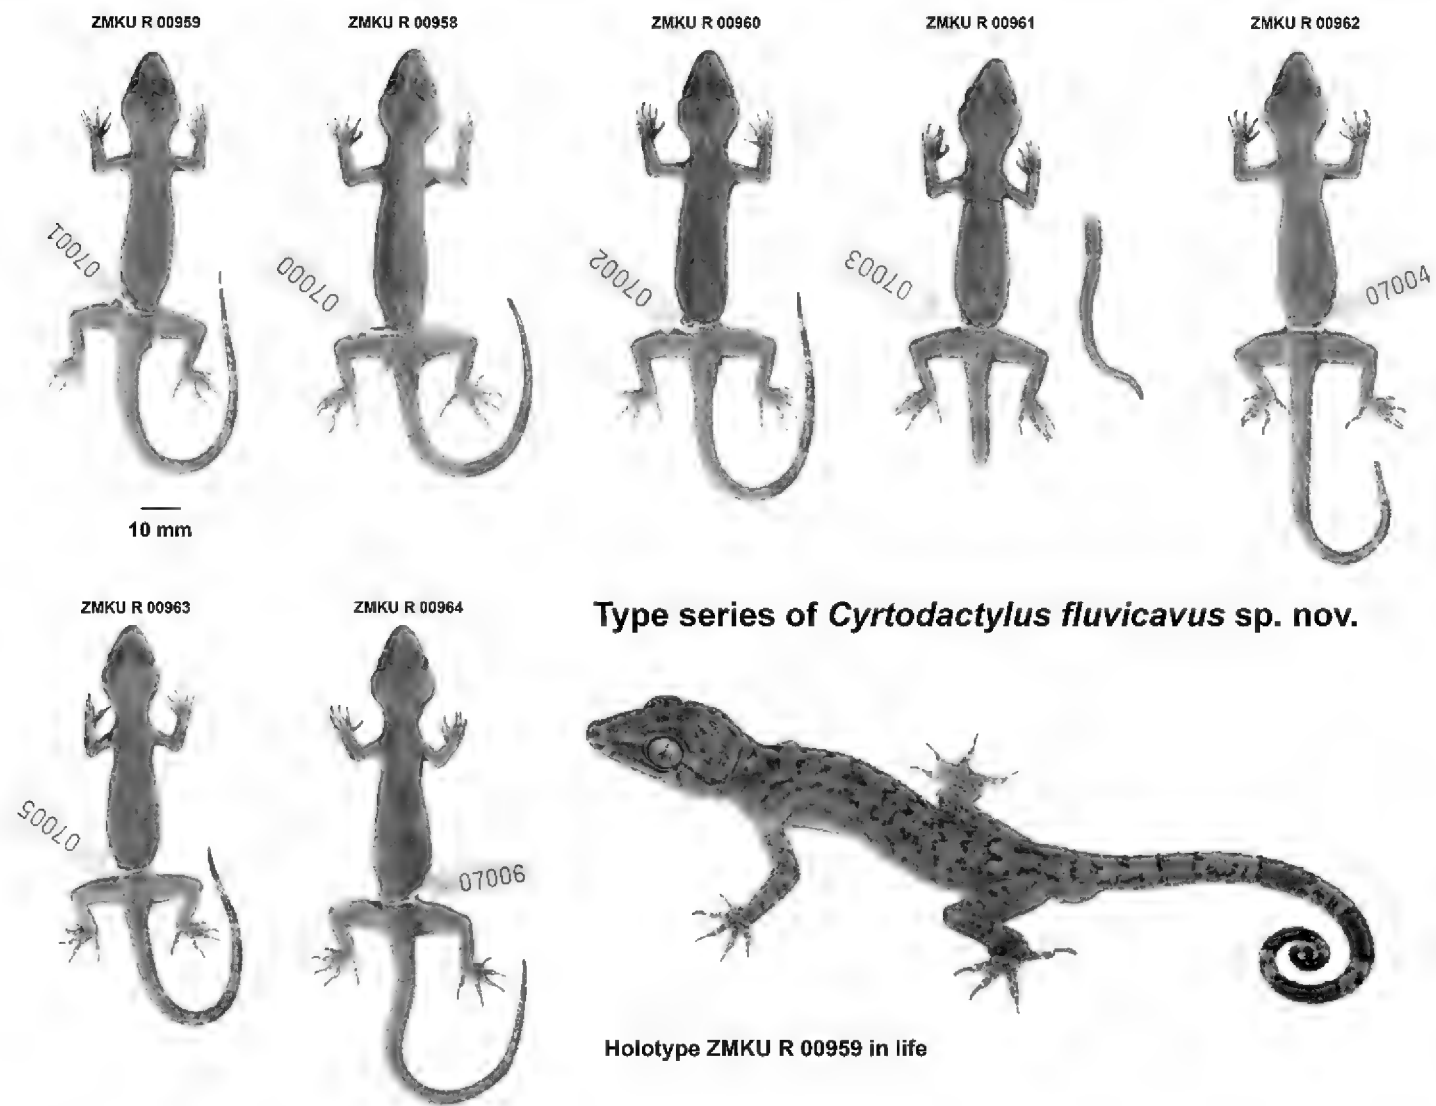 ZMKU R 00959
ZMKU R 00958
ZMKU R 00960
ZMKU R 00961
ZMKU R 00962
07001
07000
07002
07003
07004
10 mm
ZMKU R 00963
ZMKU R 00964
Type series of Cyrtodactylus fluvicavus sp. nov.
07005
07006
Holotype ZMKU R 00959 in life